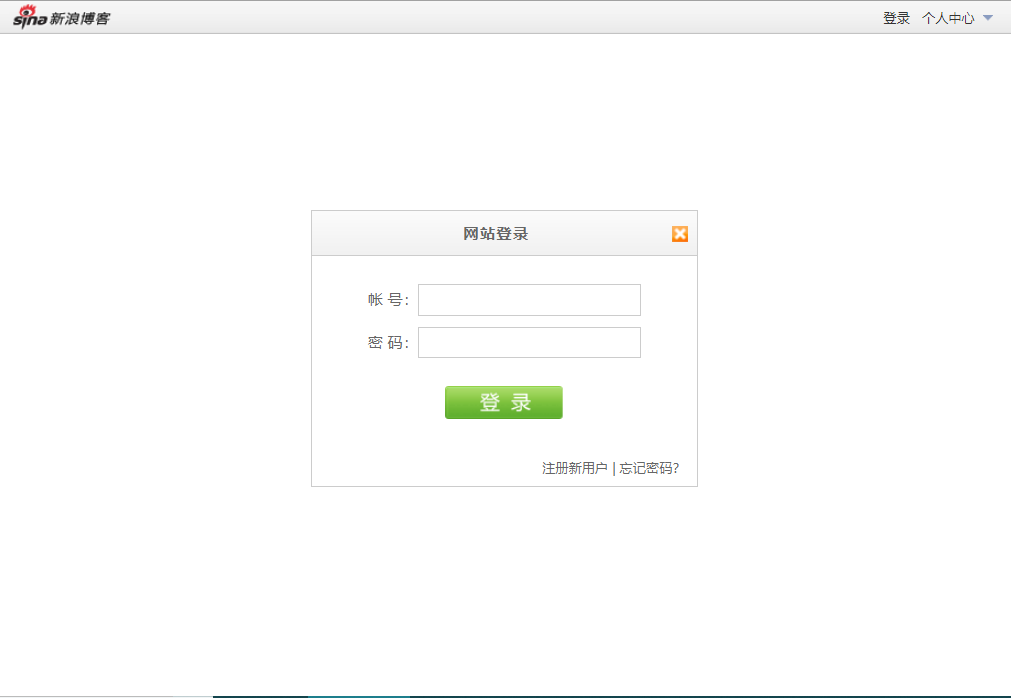 sina新浪博客
登录 个人中心
网站登录
帐 号：
密 码：
登 录
注册新用户 | 忘记密码?